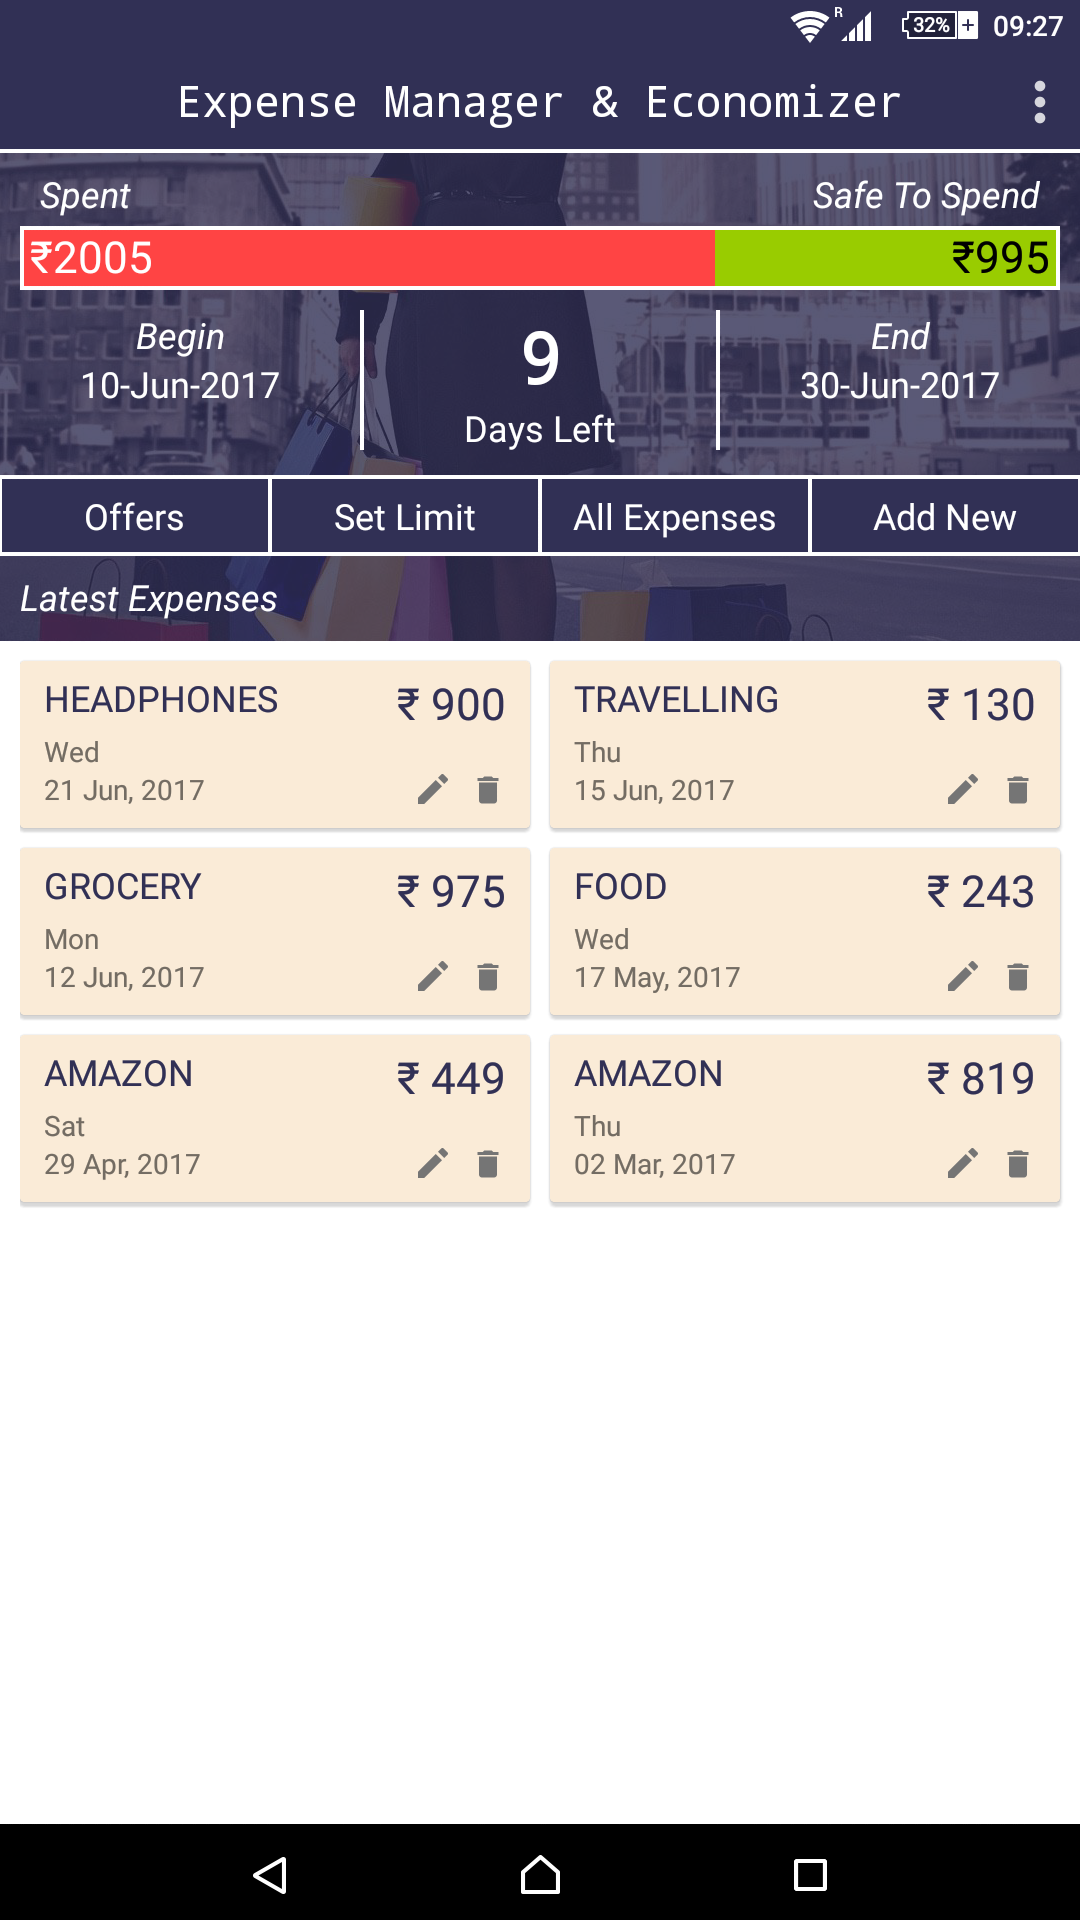 R 32% 09:27
Expense Manager & Economizer
Spent Safe To Spend
₹2005 ₹995
Begin 9 End
10-Jun-2017 Days Left 30-Jun-2017
Offers Set Limit All Expenses Add New
Latest Expenses
HEADPHONES ₹ 900
Wed
21 Jun, 2017
TRAVELLING ₹ 130
Thu
15 Jun, 2017
GROCERY ₹ 975
Mon
12 Jun, 2017
FOOD ₹ 243
Wed
17 May, 2017
AMAZON ₹ 449
Sat
29 Apr, 2017
AMAZON ₹ 819
Thu
02 Mar, 2017